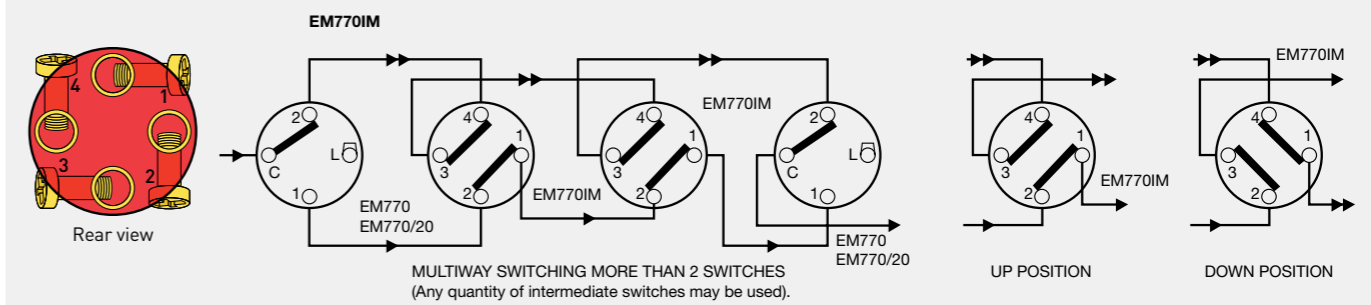 EM770IM
4
1
3
2
Rear view
2
L
C
1
EM770
EM770/20
4
1
3
2
EM770IM
4
1
3
2
EM770IM
2
L
C
1
EM770
EM770/20
MULTIWAY SWITCHING MORE THAN 2 SWITCHES
(Any quantity of intermediate switches may be used).
4
1
3
2
EM770IM
UP POSITION
EM770IM
4
1
3
2
DOWN POSITION